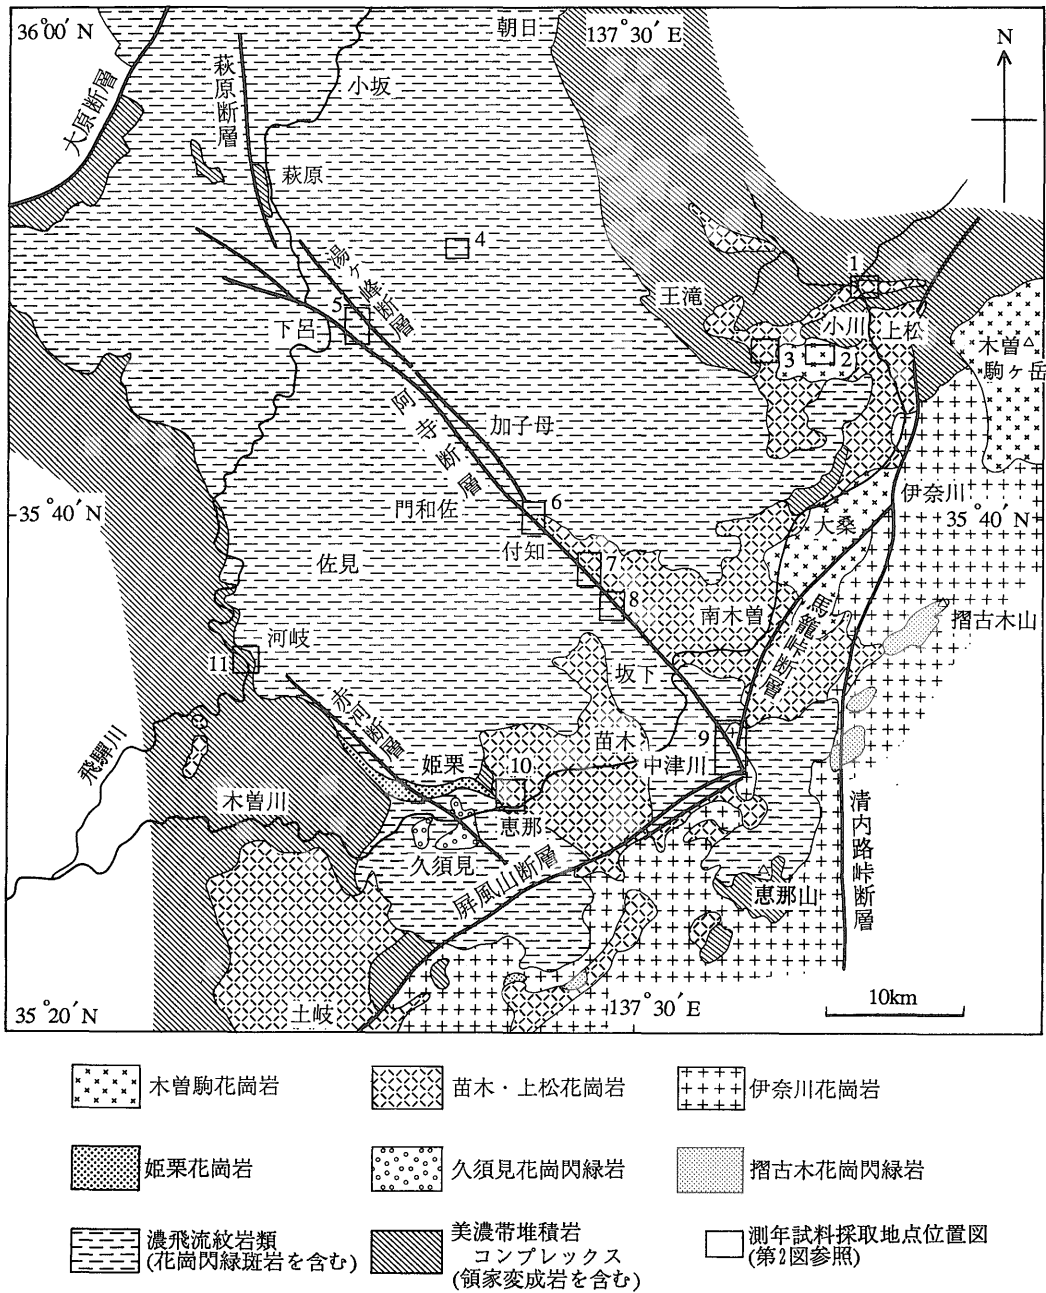 36°00′N
朝日
137°30′E
N
大原断層
萩原断層
小坂
萩原
4
1
湯ヶ峰断層
王滝
5
小川
上松
下呂
3
2
木曽
駒ヶ岳
阿寺断層
加子母
6
伊奈川
35°40′N
門和佐
大桑
35°40′N
付知
7
佐見
8
南木曽
馬籠峠断層
摺古木山
河岐
11
坂下
赤河断層
飛騨川
苗木
9
姫栗
10
中津川
木曽川
恵那
清内路峠断層
久須見
屏風山断層
恵那山
10km
35°20′N
土岐
137°30′E
木曽駒花崗岩
苗木・上松花崗岩
伊奈川花崗岩
姫栗花崗岩
久須見花崗閃緑岩
摺古木花崗閃緑岩
濃飛流紋岩類
(花崗閃緑斑岩を含む)
美濃帯堆積岩
コンプレックス
(領家変成岩を含む)
測年試料採取地点位置図
(第2図参照)